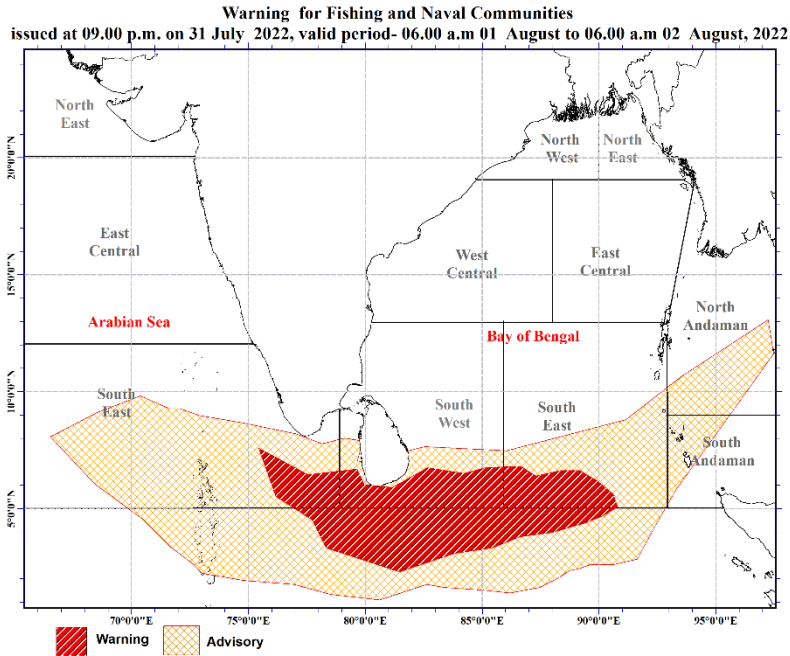 Warning for Fishing and Naval Communities
issued at 09.00 p.m. on 31 July 2022, valid period- 06.00 a.m 01 August to 06.00 a.m 02 August, 2022
North
East
North
West
North
East
20°0'0"N
East
Central
West
Central
East
Central
15°0'0"N
Arabian Sea
Bay of Bengal
North
Andaman
10°0'0"N
South
East
South
West
South
East
South
Andaman
5°0'0"N
70°0'0"E
75°0'0"E
80°0'0"E
85°0'0"E
90°0'0"E
95°0'0"E
Warning
Advisory